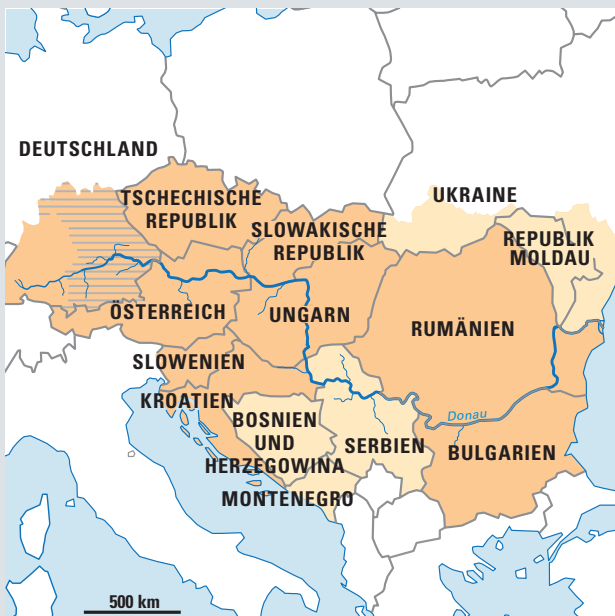 DEUTSCHLAND
TSCHECHISCHE
REPUBLIK
UKRAINE
SLOWAKISCHE
REPUBLIK
REPUBLIK
MOLDAU
ÖSTERREICH
UNGARN
RUMÄNIEN
SLOWENIEN
KROATIEN
Donau
BOSNIEN
UND
HERZEGOWINA
SERBIEN
BULGARIEN
MONTENEGRO
500 km